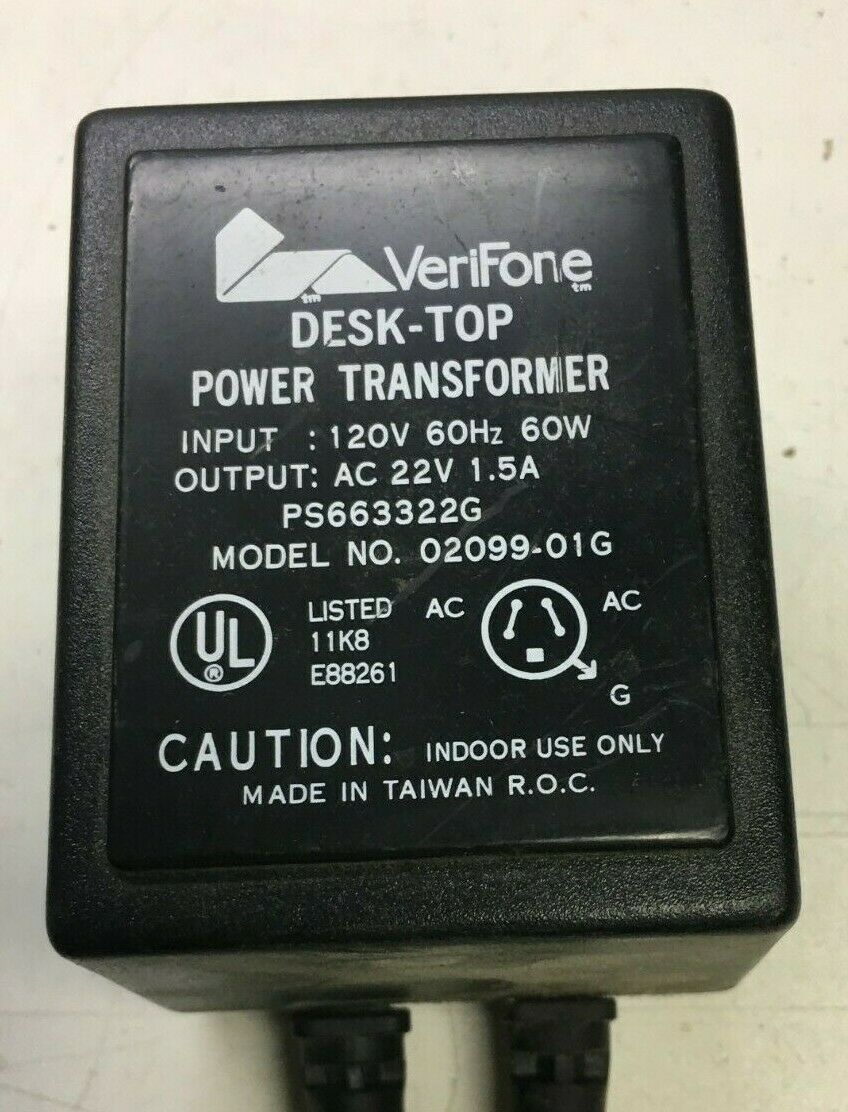 VeriFone
tm tm
DESK-TOP
POWER TRANSFORMER
INPUT : 120V 60Hz 60W
OUTPUT: AC 22V 1.5A
PS663322G
MODEL NO. 02099-01G
UL ® LISTED AC AC
11K8
E88261 G
CAUTION: INDOOR USE ONLY
MADE IN TAIWAN R.O.C.